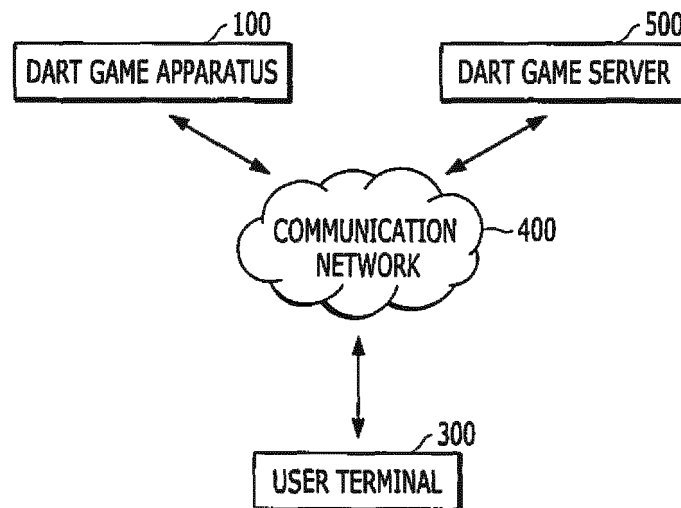 100
500
DART GAME APPARATUS
DART GAME SERVER
COMMUNICATION
NETWORK
400
300
USER TERMINAL